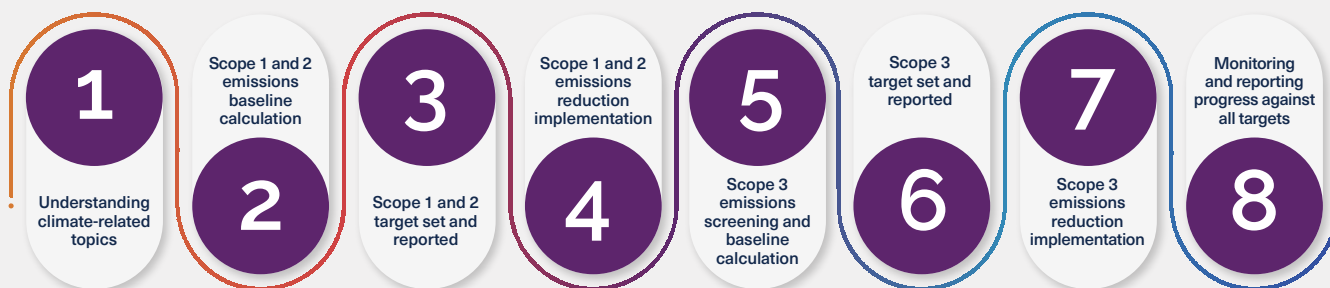 1
Understanding
climate-related
topics
Scope 1 and 2
emissions
baseline
calculation
2
3
Scope 1 and 2
target set and
reported
Scope 1 and 2
emissions
reduction
implementation
4
5
Scope 3
emissions
screening and
baseline
calculation
Scope 3
target set and
reported
6
7
Scope 3
emissions
reduction
implementation
Monitoring
and reporting
progress against
all targets
8